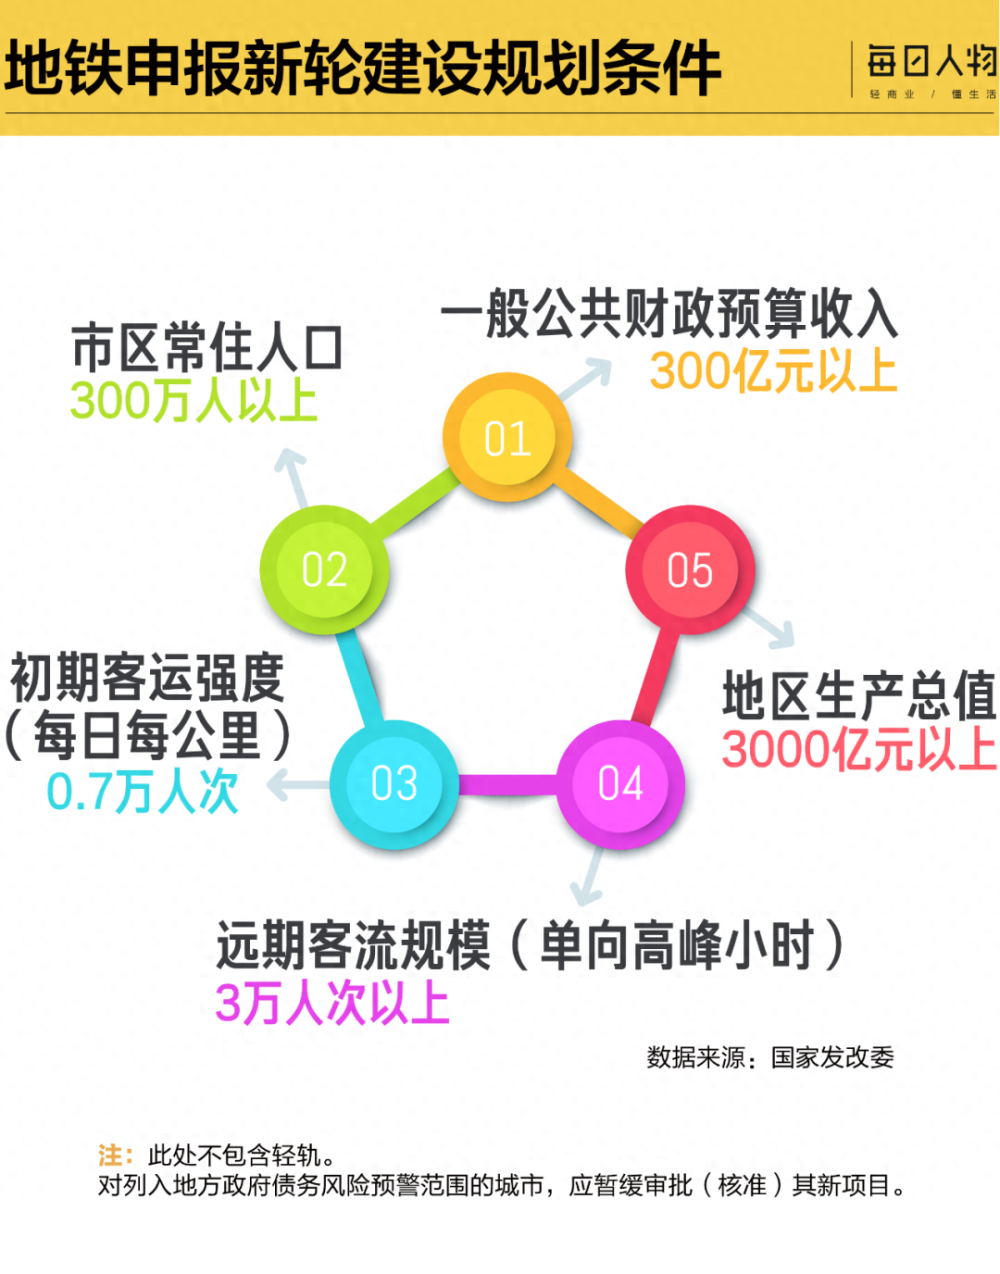 地铁申报新轮建设规划条件
每日人物
轻商业 / 懂生活
一般公共财政预算收入
300亿元以上
市区常住人口
300万人以上
01
02
05
初期客运强度
（每日每公里）
0.7万人次
地区生产总值
3000亿元以上
03
04
远期客流规模（单向高峰小时）
3万人次以上
数据来源：国家发改委
注：此处不包含轻轨。
对列入地方政府债务风险预警范围的城市，应暂缓审批（核准）其新项目。